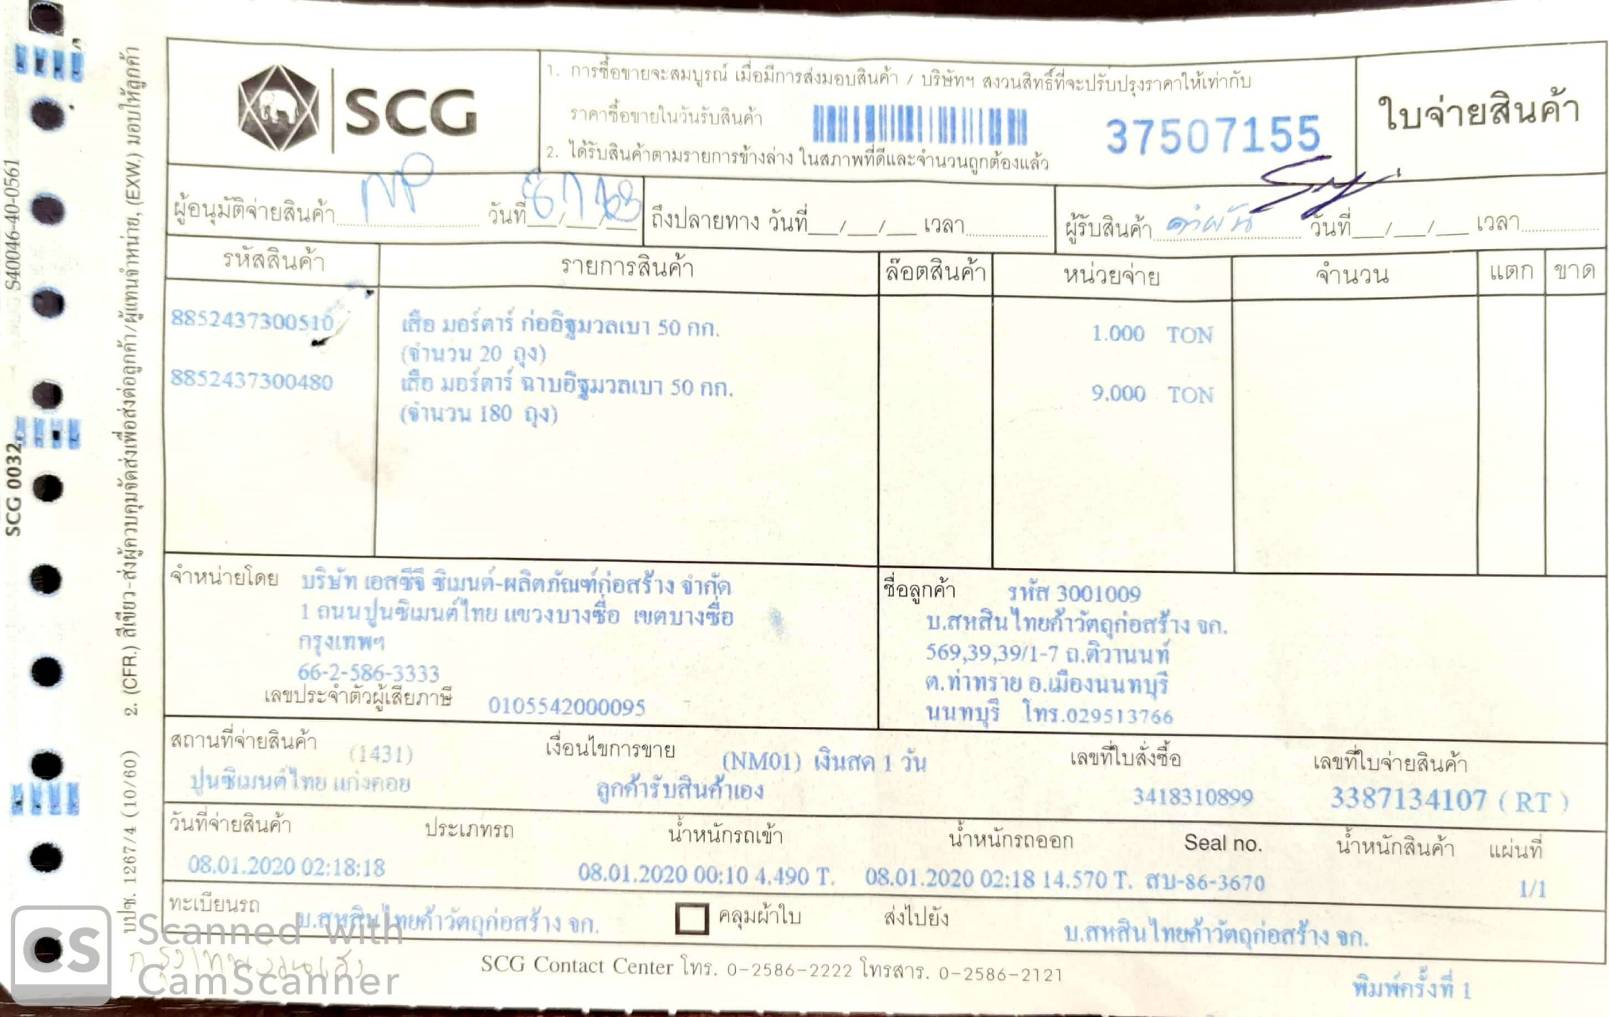 SCG
1. การซื้อขายจะสมบูรณ์ เมื่อมีการส่งมอบสินค้า / บริษัทฯ สงวนสิทธิ์ที่จะปรับปรุงราคาให้เท่ากับ
ราคาซื้อขายในวันรับสินค้า
2. ได้รับสินค้าตามรายการข้างล่าง ในสภาพที่ดีและจำนวนถูกต้องแล้ว
37507155
ใบจ่ายสินค้า
ผู้อนุมัติจ่ายสินค้า NP วันที่ 8/1/63 ถึงปลายทาง วันที่__/__/__ เวลา ผู้รับสินค้า คำผัน วันที่__/__/__ เวลา
รหัสสินค้า รายการสินค้า ล๊อตสินค้า หน่วยจ่าย จำนวน แตก ขาด
8852437300510 เสือ มอร์ตาร์ ก่ออิฐมวลเบา 50 กก. 1.000 TON
(จำนวน 20 ถุง)
8852437300480 เสือ มอร์ตาร์ ฉาบอิฐมวลเบา 50 กก. 9.000 TON
(จำนวน 180 ถุง)
จำหน่ายโดย บริษัท เอสซีจี ซิเมนต์-ผลิตภัณฑ์ก่อสร้าง จำกัด
1 ถนนปูนซิเมนต์ไทย แขวงบางซื่อ เขตบางซื่อ
กรุงเทพฯ
66-2-586-3333
เลขประจำตัวผู้เสียภาษี 0105542000095
ชื่อลูกค้า รหัส 3001009
บ.สหสินไทยค้าวัตถุก่อสร้าง จก.
569,39,39/1-7 ถ.ติวานนท์
ต.ท่าทราย อ.เมืองนนทบุรี
นนทบุรี โทร.029513766
สถานที่จ่ายสินค้า (1431) เงื่อนไขการขาย (NM01) เงินสด 1 วัน เลขที่ใบสั่งซื้อ เลขที่ใบจ่ายสินค้า
ปูนซิเมนต์ไทย แก่งคอย ลูกค้ารับสินค้าเอง 3418310899 3387134107 ( RT )
วันที่จ่ายสินค้า ประเภทรถ น้ำหนักรถเข้า น้ำหนักรถออก Seal no. น้ำหนักสินค้า แผ่นที่
08.01.2020 02:18:18 08.01.2020 00:10 4.490 T. 08.01.2020 02:18 14.570 T. สบ-86-3670 1/1
ทะเบียนรถ บ.สหสินไทยค้าวัตถุก่อสร้าง จก. คลุมผ้าใบ ส่งไปยัง บ.สหสินไทยค้าวัตถุก่อสร้าง จก.
SCG Contact Center โทร. 0-2586-2222 โทรสาร. 0-2586-2121
พิมพ์ครั้งที่ 1
SCG 0032
S40046-40-0561
บปซ. 1267/4 (10/60) 2. (CFR.) สีเขียว-ส่งผู้ควบคุมจัดส่งเพื่อส่งต่อลูกค้า/ผู้แทนจำหน่าย, (EXW.) มอบให้ลูกค้า
CS
Scanned with
CamScanner